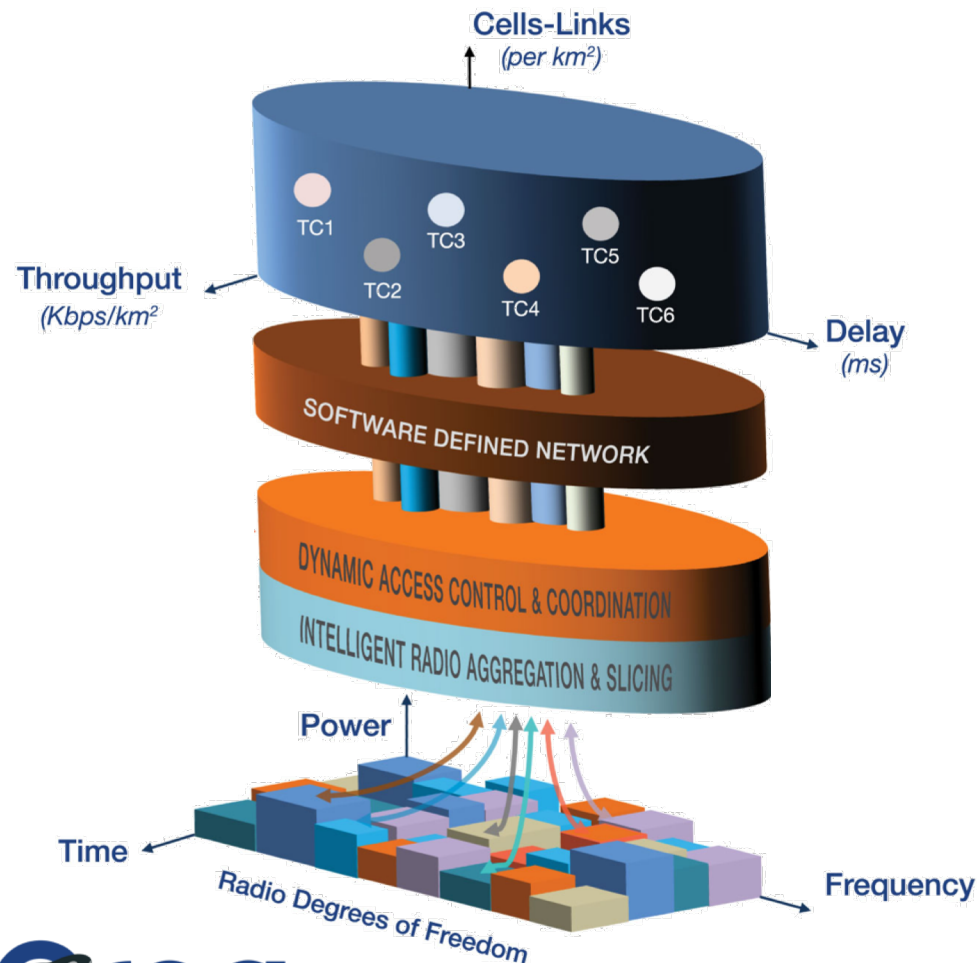 Cells-Links
(per km²)
TC1
TC3
TC5
TC2
TC4
TC6
Throughput
(Kbps/km²
Delay
(ms)
SOFTWARE DEFINED NETWORK
DYNAMIC ACCESS CONTROL & COORDINATION
INTELLIGENT RADIO AGGREGATION & SLICING
Power
Time
Frequency
Radio Degrees of Freedom